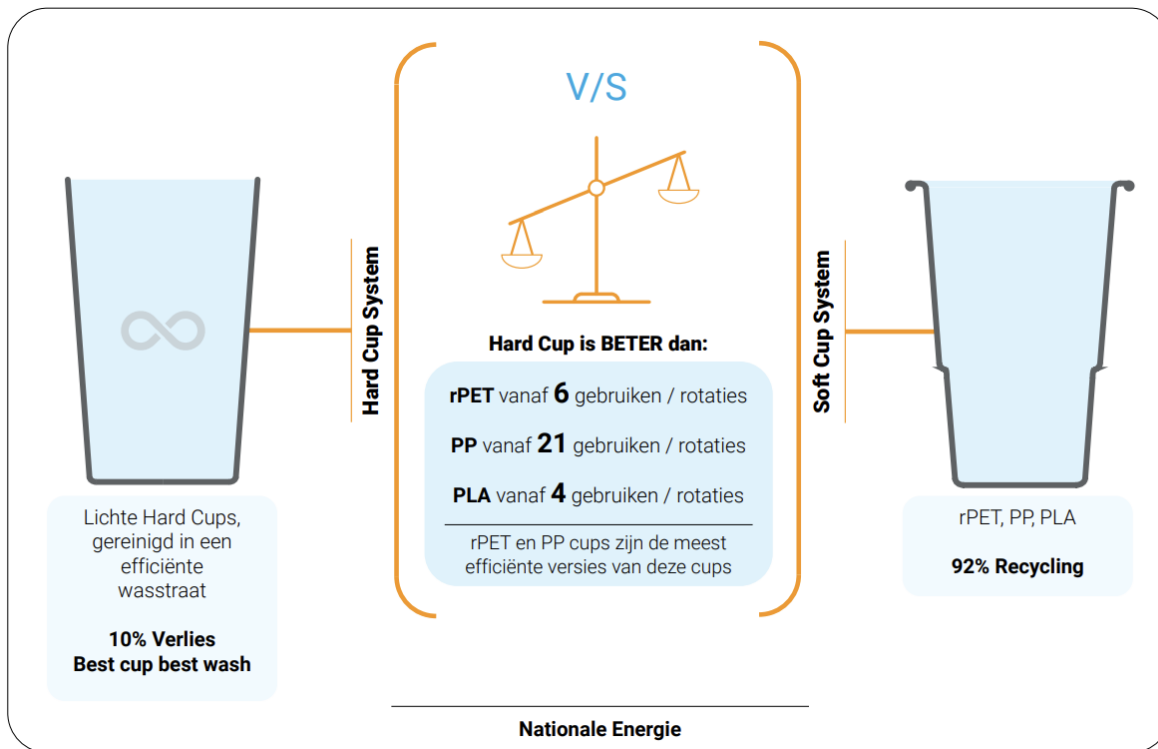 V/S
Hard Cup System
Soft Cup System
Hard Cup is BETER dan:
rPET vanaf 6 gebruiken / rotaties
PP vanaf 21 gebruiken / rotaties
PLA vanaf 4 gebruiken / rotaties
rPET en PP cups zijn de meest
efficiënte versies van deze cups
Lichte Hard Cups,
gereinigd in een
efficiënte
wasstraat
10% Verlies
Best cup best wash
rPET, PP, PLA
92% Recycling
Nationale Energie